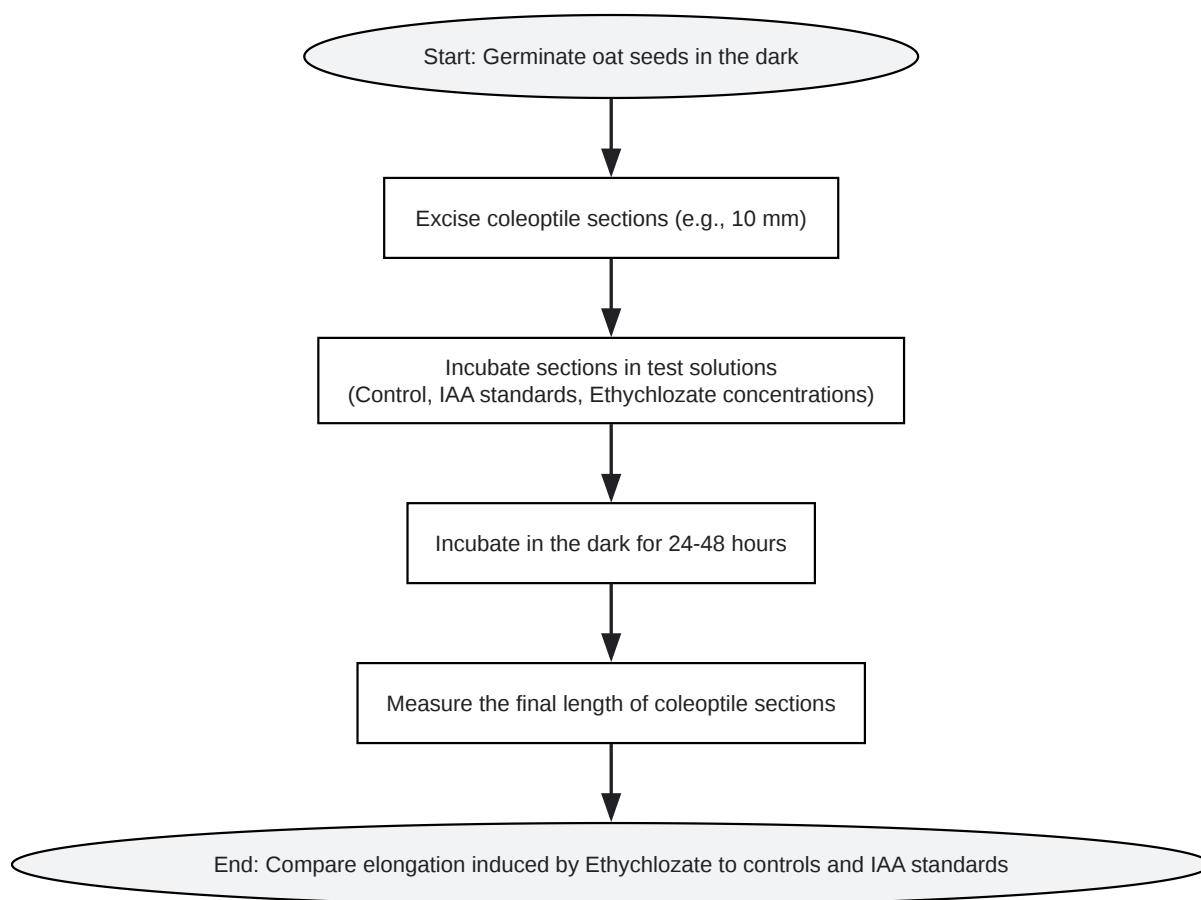 Start: Germinate oat seeds in the dark
Excise coleoptile sections (e.g., 10 mm)
Incubate sections in test solutions
(Control, IAA standards, Ethychlozate concentrations)
Incubate in the dark for 24-48 hours
Measure the final length of coleoptile sections
End: Compare elongation induced by Ethychlozate to controls and IAA standards